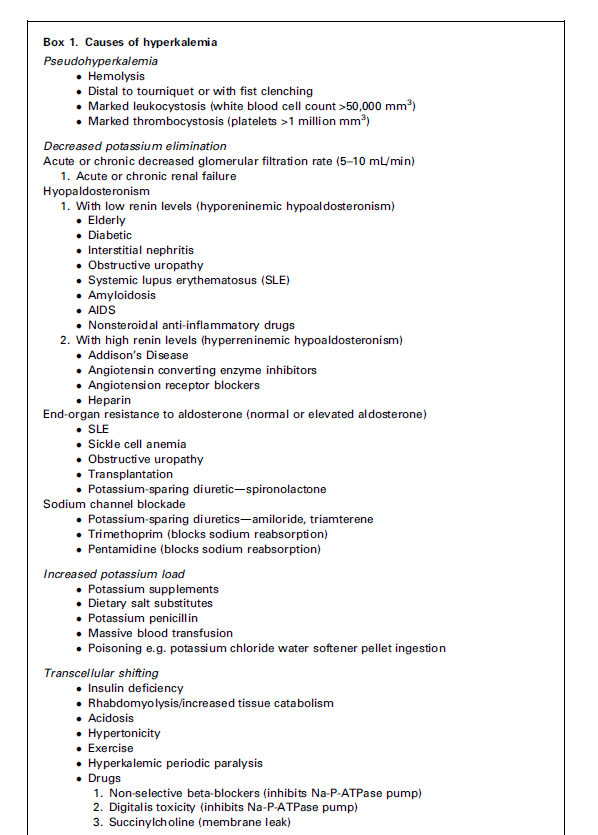 Box 1. Causes of hyperkalemia
Pseudohyperkalemia
• Hemolysis
• Distal to tourniquet or with fist clenching
• Marked leukocystosis (white blood cell count >50,000 mm³)
• Marked thrombocystosis (platelets >1 million mm³)
Decreased potassium elimination
Acute or chronic decreased glomerular filtration rate (5–10 mL/min)
1. Acute or chronic renal failure
Hyopaldosteronism
1. With low renin levels (hyporeninemic hypoaldosteronism)
• Elderly
• Diabetic
• Interstitial nephritis
• Obstructive uropathy
• Systemic lupus erythematosus (SLE)
• Amyloidosis
• AIDS
• Nonsteroidal anti-inflammatory drugs
2. With high renin levels (hyperreninemic hypoaldosteronism)
• Addison's Disease
• Angiotensin converting enzyme inhibitors
• Angiotension receptor blockers
• Heparin
End-organ resistance to aldosterone (normal or elevated aldosterone)
• SLE
• Sickle cell anemia
• Obstructive uropathy
• Transplantation
• Potassium-sparing diuretic—spironolactone
Sodium channel blockade
• Potassium-sparing diuretics—amiloride, triamterene
• Trimethoprim (blocks sodium reabsorption)
• Pentamidine (blocks sodium reabsorption)
Increased potassium load
• Potassium supplements
• Dietary salt substitutes
• Potassium penicillin
• Massive blood transfusion
• Poisoning e.g. potassium chloride water softener pellet ingestion
Transcellular shifting
• Insulin deficiency
• Rhabdomyolysis/increased tissue catabolism
• Acidosis
• Hypertonicity
• Exercise
• Hyperkalemic periodic paralysis
• Drugs
1. Non-selective beta-blockers (inhibits Na-P-ATPase pump)
2. Digitalis toxicity (inhibits Na-P-ATPase pump)
3. Succinylcholine (membrane leak)